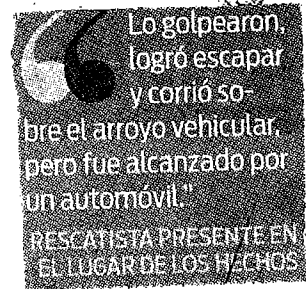 Lo golpearon,
logró escapar
y corrió so-
bre el arroyo vehicular,
pero fue alcanzado por
un automóvil."
RESCATISTA PRESENTE EN
EL LUGAR DE LOS HECHOS